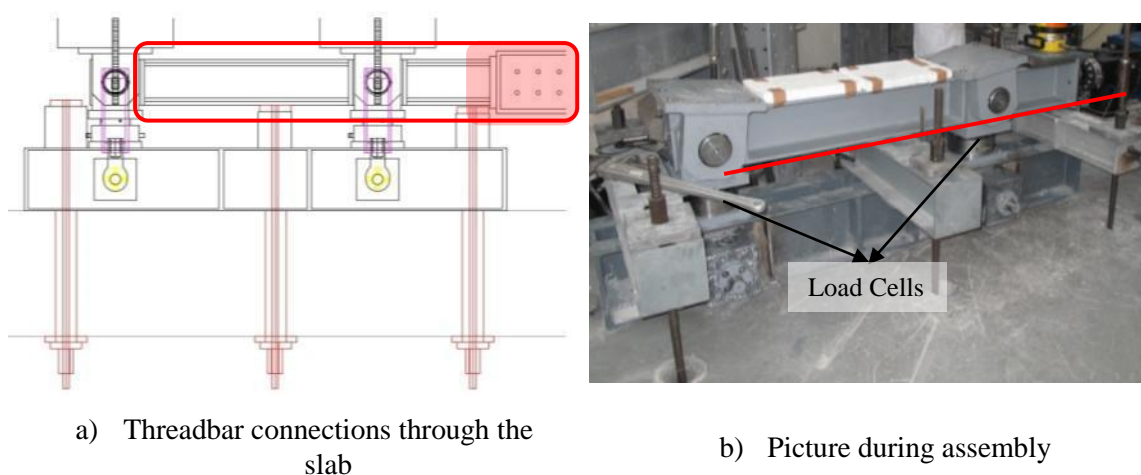 Load Cells
a) Threadbar connections through the
slab
b) Picture during assembly